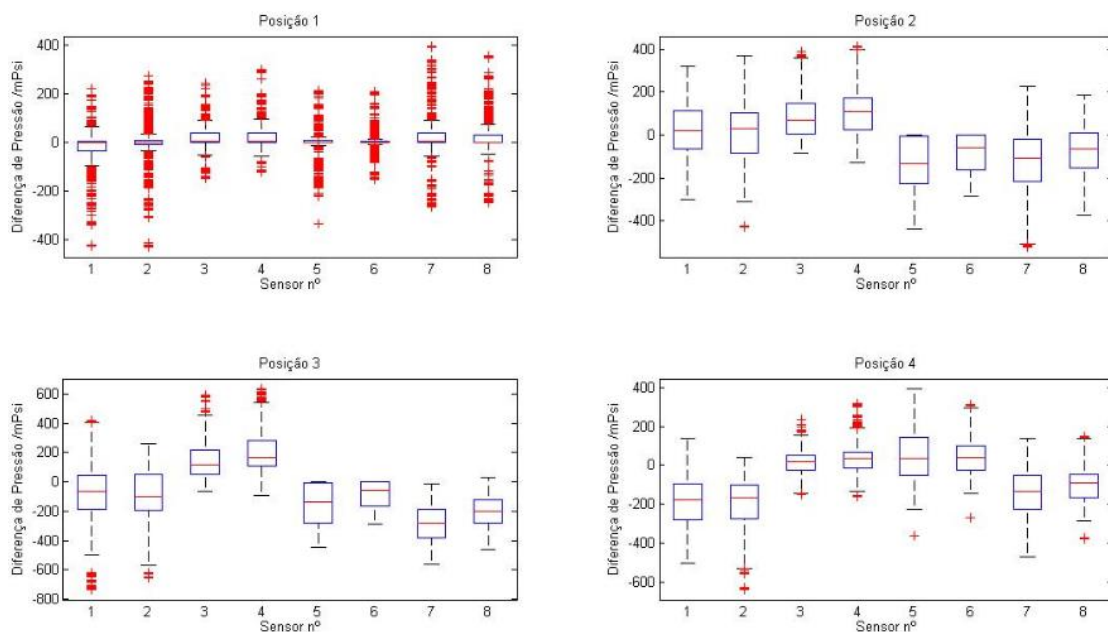 Posição 1
Diferença de Pressão /mPsi
400
200
0
-200
-400
1 2 3 4 5 6 7 8
Sensor nº
Posição 2
Diferença de Pressão /mPsi
400
200
0
-200
-400
1 2 3 4 5 6 7 8
Sensor nº
Posição 3
Diferença de Pressão /mPsi
600
400
200
0
-200
-400
-600
-800
1 2 3 4 5 6 7 8
Sensor nº
Posição 4
Diferença de Pressão /mPsi
400
200
0
-200
-400
-600
1 2 3 4 5 6 7 8
Sensor nº